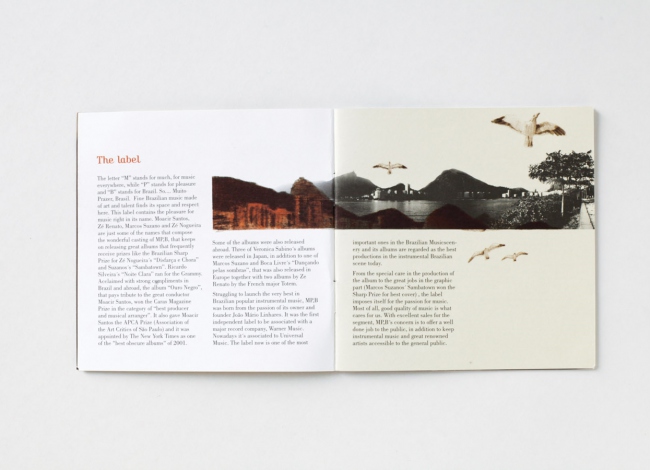 The label
The letter "M" stands for much, for music
everywhere, while "P" stands for pleasure
and "B" stands for Brazil. So... Muito
Prazer, Brasil. Fine Brazilian music made
of art and talent finds its space and respect
here. This label contains the pleasure for
music right in its name. Moacir Santos,
Zé Renato, Marcos Suzano and Zé Nogueira
are just some of the names that compose
the wonderful casting of MP,B, that keeps
on releasing great albums that frequently
receive prizes like the Brazilian Sharp
Prize for Zé Nogueira's
and Suzano's "Sambatown". Ricardo
Silveira's "Noite Clara" ran for the Grammy.
Acclaimed with strong compliments in
Brazil and abroad, the album "Ouro Negro",
that pays tribute to the great conductor
Moacir Santos, won the Caras Magazine
Prize in the category of "best producer
and musical arranger". It also gave Moacir
Santos the APCA Prize (Association of
the Art Critics of São Paulo) and it was
appointed by The New York Times as one
of the "best obscure albums" of 2001.
Some of the albums were also released
abroad. Three of Veronica Sabino's albums
were released in Japan, in addition to one of
Marcos Suzano and Boca Livre's "Dançando
pelas sombras", that was also released in
Europe together with two albums by Zé
Renato by the French major Totem.
Struggling to launch the very best in
Brazilian popular instrumental music, MP,B
was born from the passion of its owner and
founder João Mário Linhares. It was the first
independent label to be associated with a
major record company, Warner Music.
Nowadays it's associated to Universal
Music. The label now is one of the most
important ones in the Brazilian Musicscen-
ery and its albums are regarded as the best
productions in the instrumental Brazilian
scene today.
From the special care in the production of
the album to the great jobs in the graphic
part (Marcos Suzanos ¨Sambatown¨won the
Sharp Prize for best cover) , the label
imposes itself for the passion for music.
Most of all, good quality of music is what
cares for us. With excellent sales for the
segment, MP,B's concern is to offer a well
done job to the public, in addition to keep
instrumental music and great renowned
artists accessible to the general public.